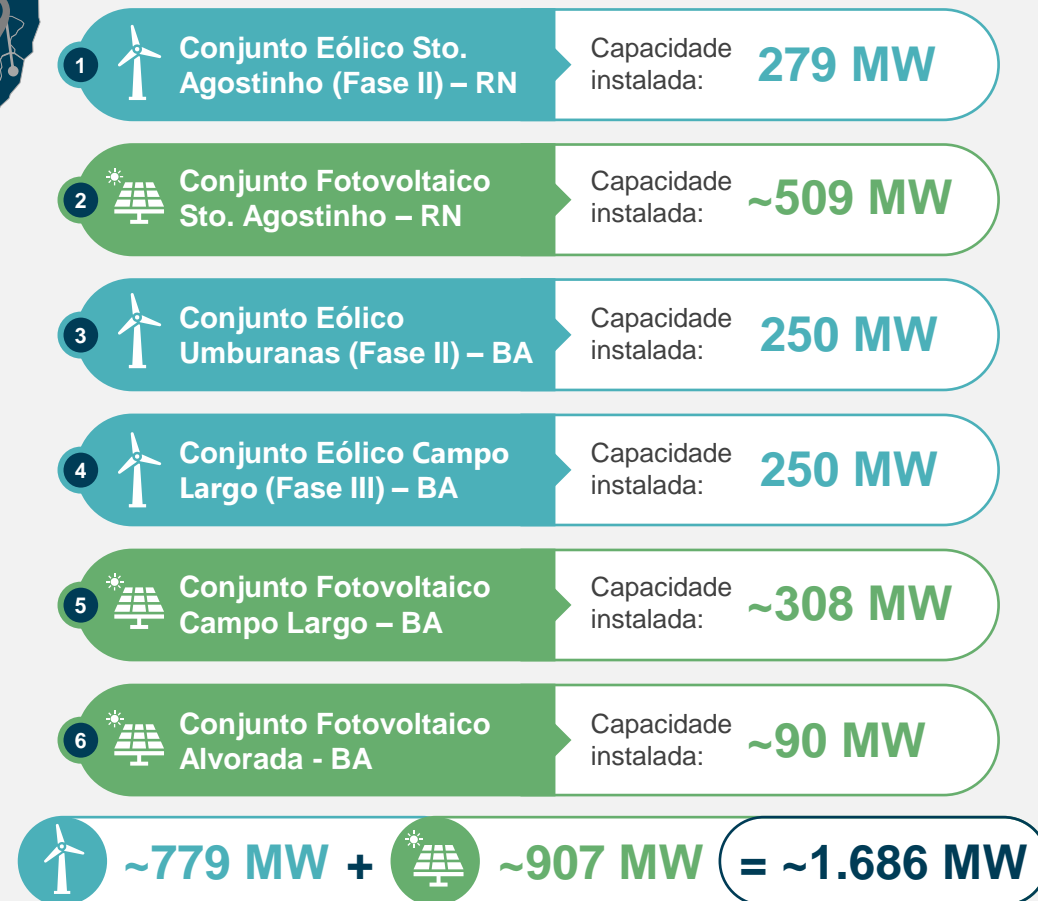 1
Conjunto Eólico Sto.
Agostinho (Fase II) – RN
Capacidade
instalada:
279 MW
2
Conjunto Fotovoltaico
Sto. Agostinho – RN
Capacidade
instalada:
~509 MW
3
Conjunto Eólico
Umburanas (Fase II) – BA
Capacidade
instalada:
250 MW
4
Conjunto Eólico Campo
Largo (Fase III) – BA
Capacidade
instalada:
250 MW
5
Conjunto Fotovoltaico
Campo Largo – BA
Capacidade
instalada:
~308 MW
6
Conjunto Fotovoltaico
Alvorada - BA
Capacidade
instalada:
~90 MW
~779 MW + ~907 MW = ~1.686 MW